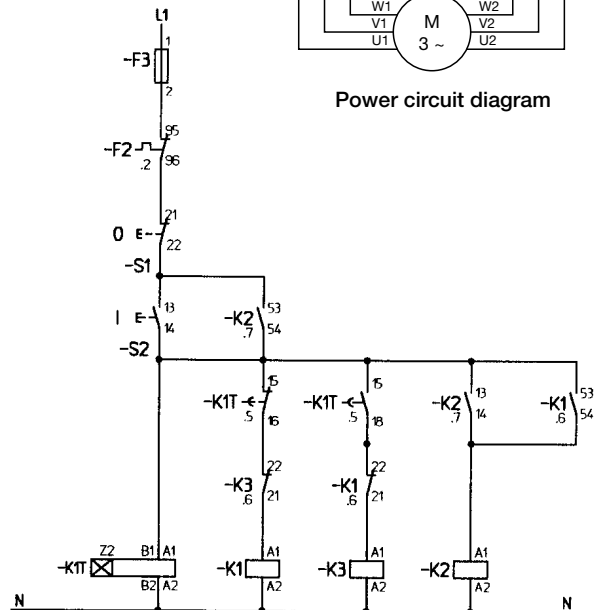 L1
W1 W2
V1 M V2
U1 3 ~ U2
Power circuit diagram
1
-F3
2
95
-F2
.2 96
21
O E
22
-S1
13 53
I E -K2
14 .7 54
-S2
15 15 13 53
-K1T -K1T -K2 -K1
.5 16 .5 18 .7 14 .6 54
22 22
-K3 -K1
.6 21 .6 21
Z2 B1 A1 A1 A1 A1
-K1T -K1 -K3 -K2
B2 A2 A2 A2 A2
N N